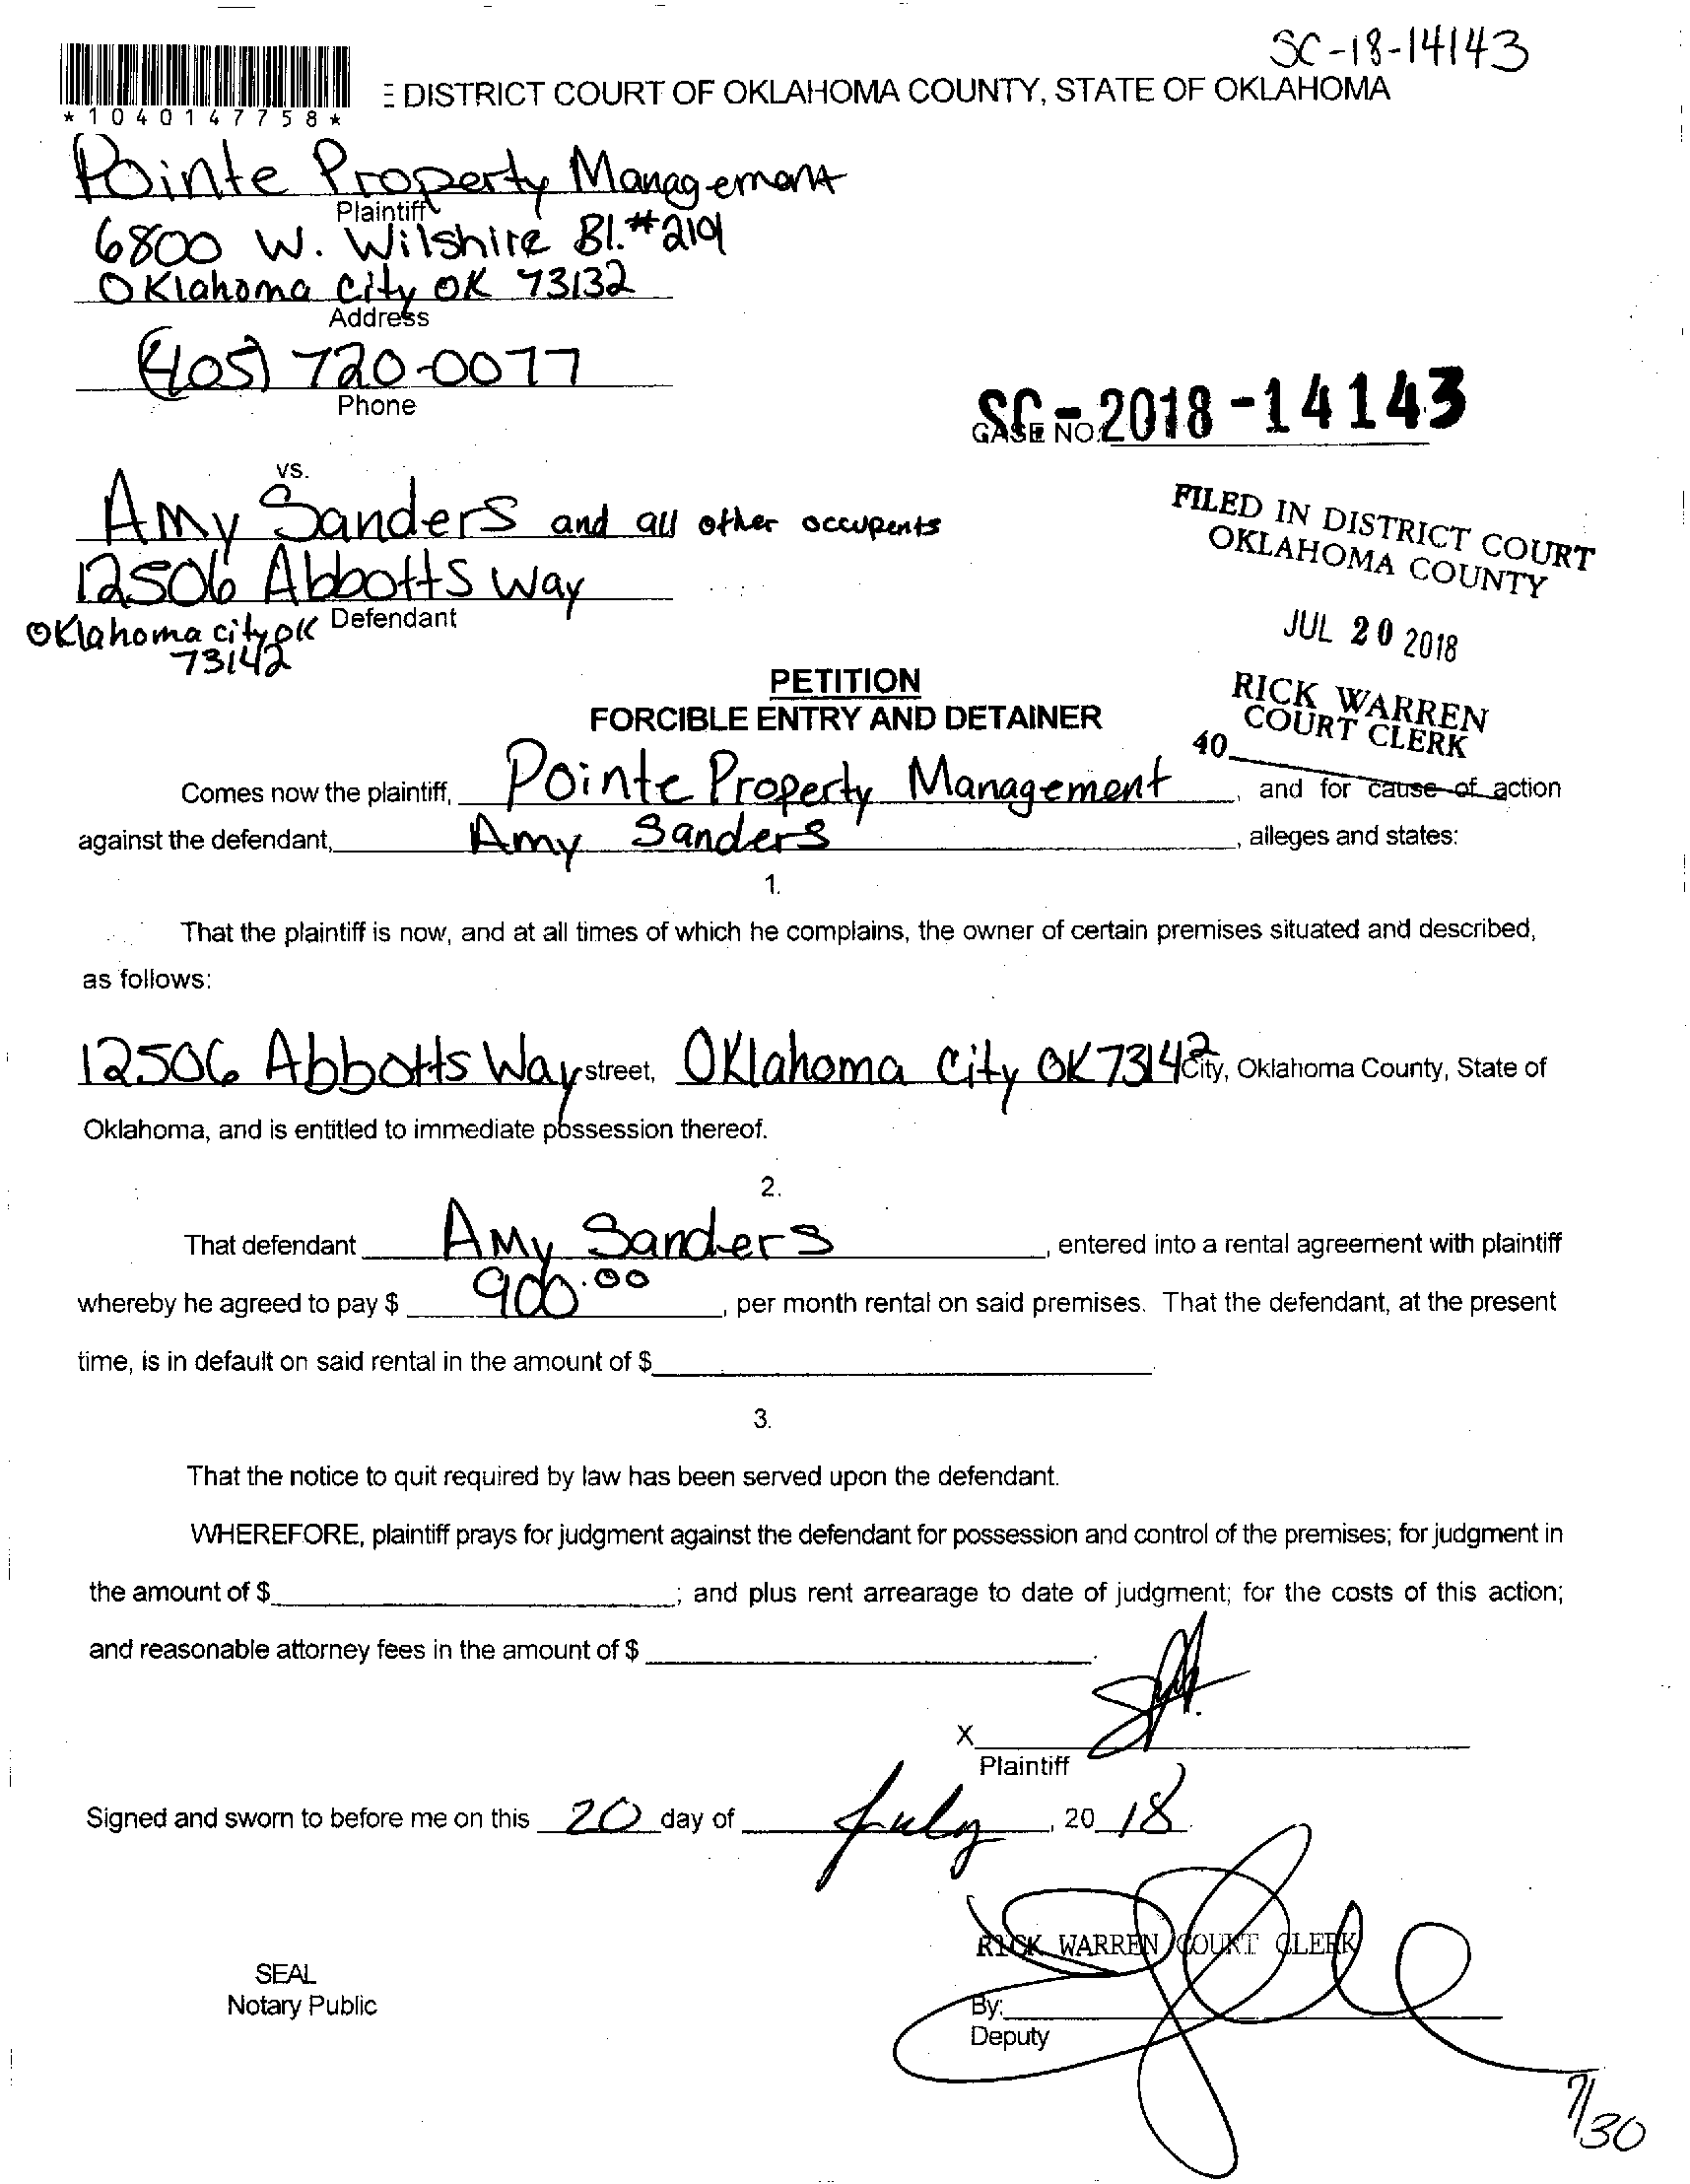 SC-18-14143
E DISTRICT COURT OF OKLAHOMA COUNTY, STATE OF OKLAHOMA
*1040147758*
Pointe Property Management
Plaintiff
6800 W. Wilshire Bl. #2101
Oklahoma City OK 73132
Address
(405) 720-0077
Phone
SC-2018-14143
CASE NO.
vs.
Amy Sanders and all other occupents
12506 Abbotts Way
Defendant
Oklahoma city ok
73142
FILED IN DISTRICT COURT
OKLAHOMA COUNTY
JUL 20 2018
RICK WARREN
COURT CLERK
40
PETITION
FORCIBLE ENTRY AND DETAINER
Comes now the plaintiff, Pointe Property Management, and for cause of action
against the defendant, Amy Sanders, alleges and states:
1.
That the plaintiff is now, and at all times of which he complains, the owner of certain premises situated and described,
as follows:
12506 Abbotts Way street, Oklahoma City OK 73142 City, Oklahoma County, State of
Oklahoma, and is entitled to immediate possession thereof.
2.
That defendant Amy Sanders, entered into a rental agreement with plaintiff
whereby he agreed to pay $ 900.00, per month rental on said premises. That the defendant, at the present
time, is in default on said rental in the amount of $
3.
That the notice to quit required by law has been served upon the defendant.
WHEREFORE, plaintiff prays for judgment against the defendant for possession and control of the premises; for judgment in
the amount of $ ; and plus rent arrearage to date of judgment; for the costs of this action;
and reasonable attorney fees in the amount of $ .
X
Plaintiff
Signed and sworn to before me on this 20 day of July, 20 18.
RICK WARREN COURT CLERK
SEAL
Notary Public
By:
Deputy
7/30